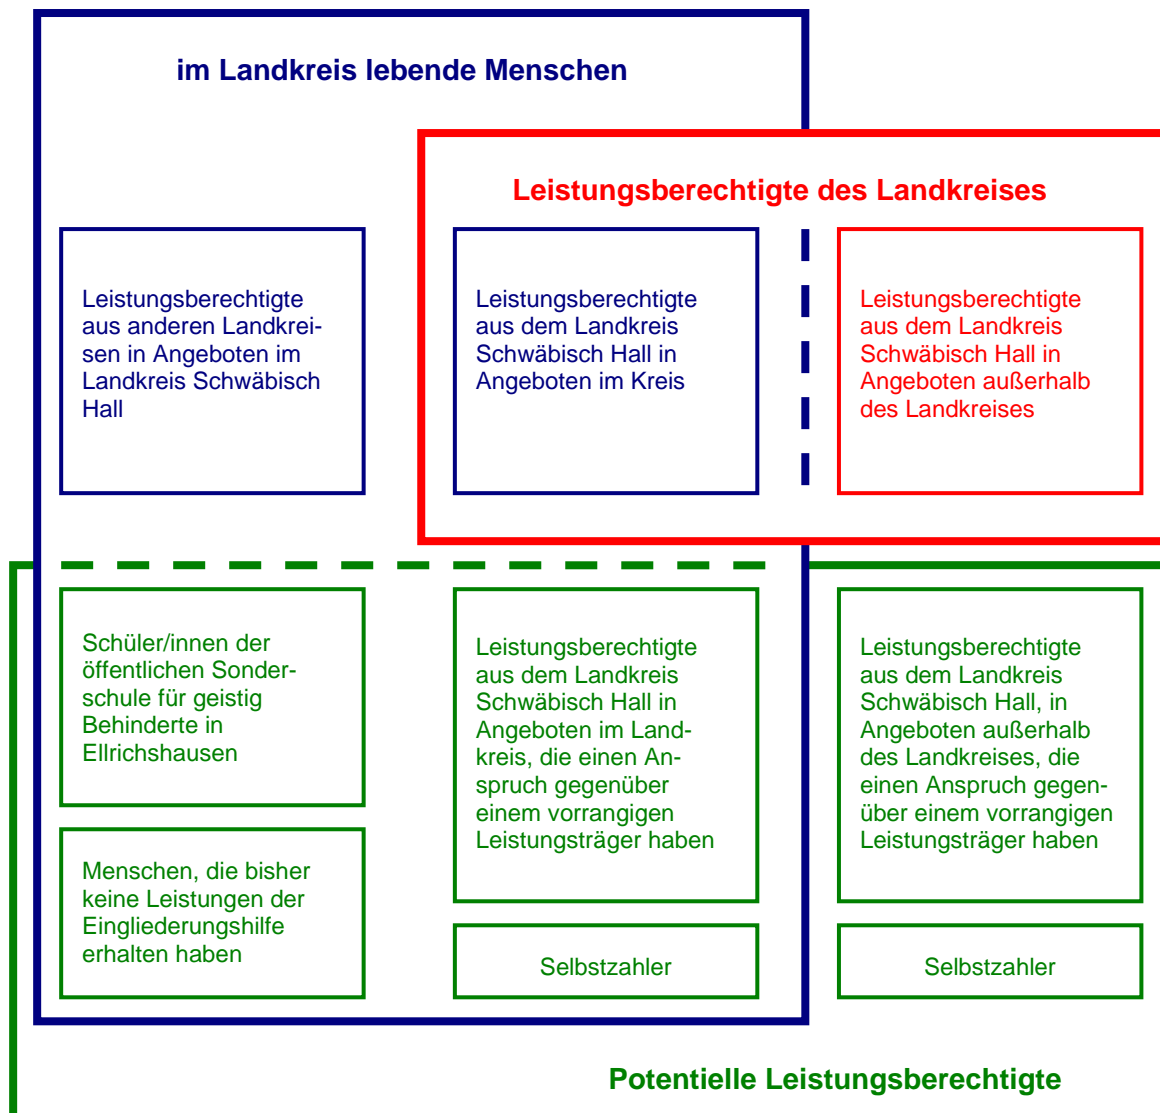 im Landkreis lebende Menschen
Leistungsberechtigte des Landkreises
Leistungsberechtigte
aus anderen Landkrei-
sen in Angeboten im
Landkreis Schwäbisch
Hall
Leistungsberechtigte
aus dem Landkreis
Schwäbisch Hall in
Angeboten im Kreis
Leistungsberechtigte
aus dem Landkreis
Schwäbisch Hall in
Angeboten außerhalb
des Landkreises
Schüler/innen der
öffentlichen Sonder-
schule für geistig
Behinderte in
Ellrichshausen
Menschen, die bisher
keine Leistungen der
Eingliederungshilfe
erhalten haben
Leistungsberechtigte
aus dem Landkreis
Schwäbisch Hall in
Angeboten im Land-
kreis, die einen An-
spruch gegenüber
einem vorrangigen
Leistungsträger haben
Selbstzahler
Leistungsberechtigte
aus dem Landkreis
Schwäbisch Hall, in
Angeboten außerhalb
des Landkreises, die
einen Anspruch gegen-
über einem vorrangigen
Leistungsträger haben
Selbstzahler
Potentielle Leistungsberechtigte